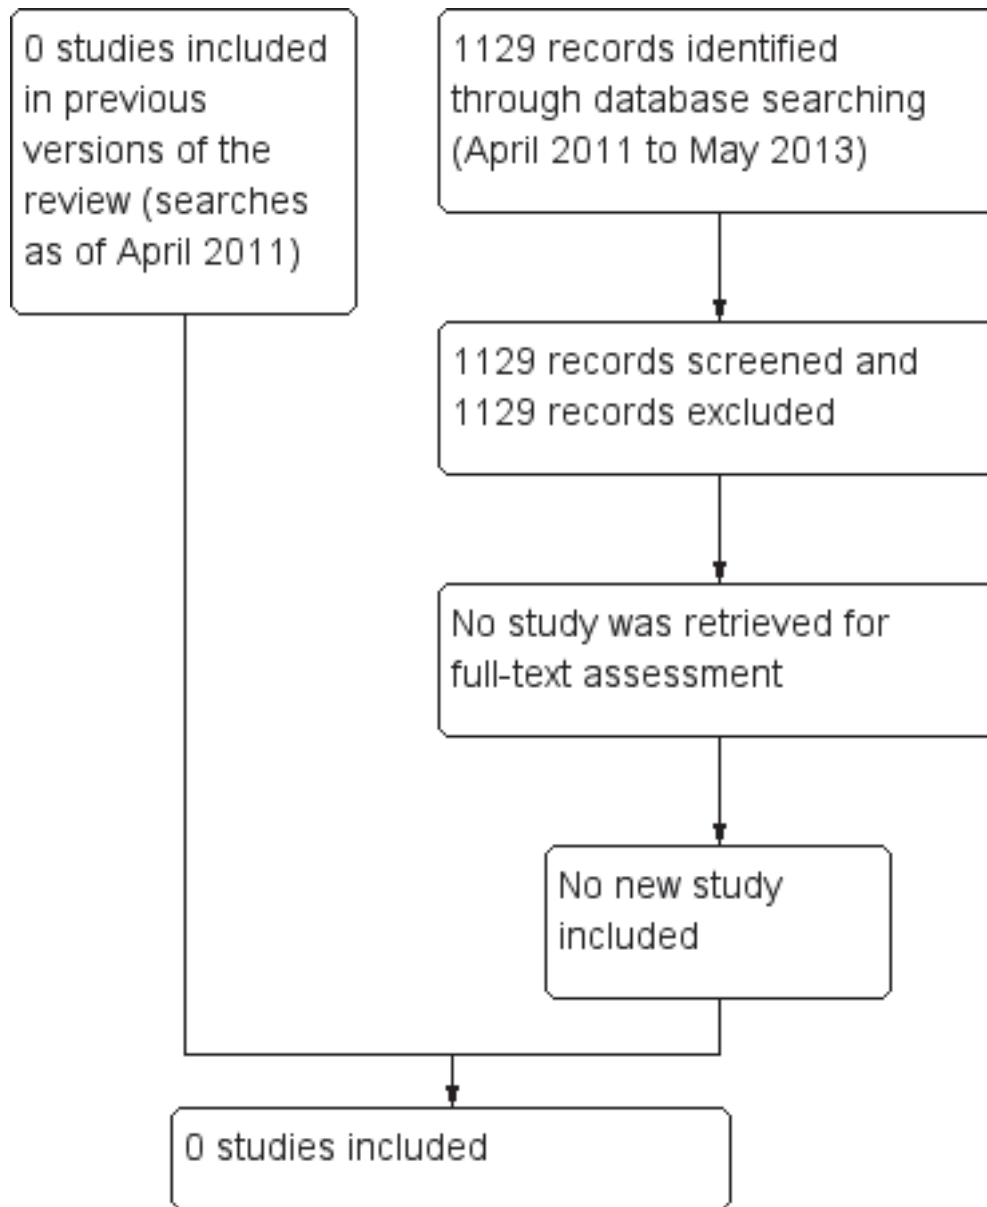 0 studies included
in previous
versions of the
review (searches
as of April 2011)
1129 records identified
through database searching
(April 2011 to May 2013)
1129 records screened and
1129 records excluded
No study was retrieved for
full-text assessment
No new study
included
0 studies included